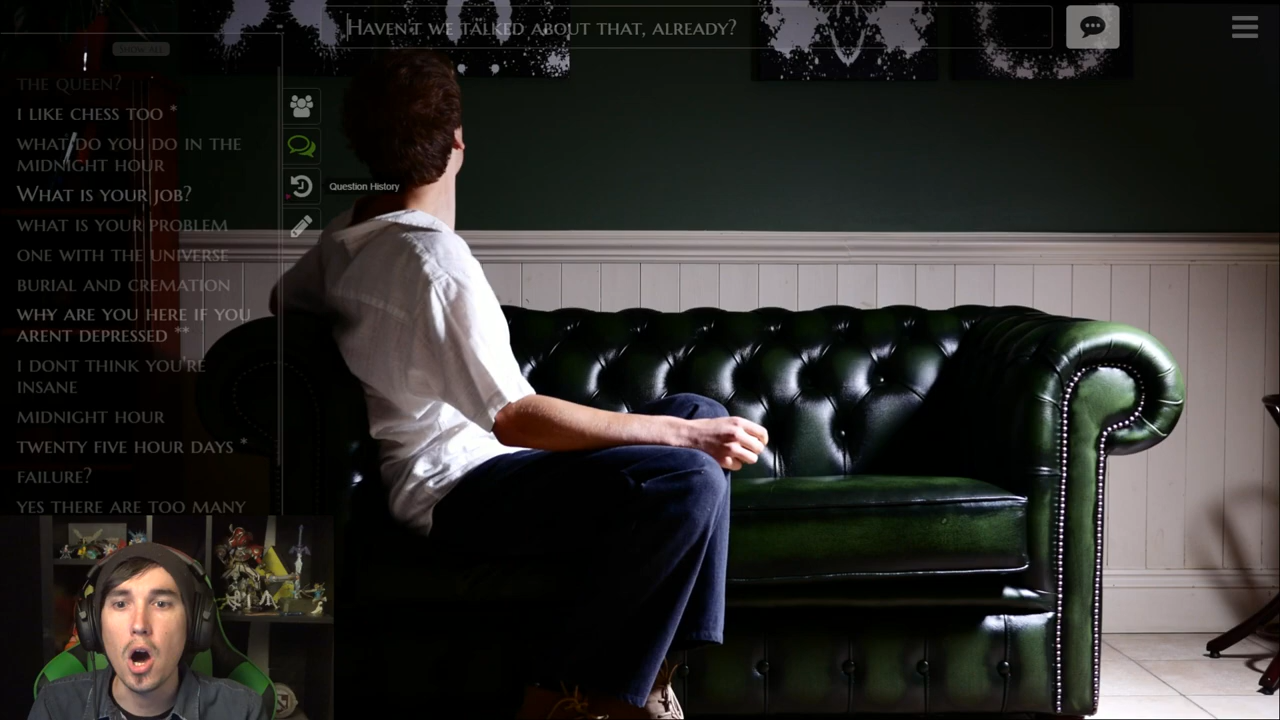 Haven't we talked about that, already?
Show All
the queen?
i like chess too *
what do you do in the
midnight hour
What is your job?
what is your problem
one with the universe
burial and cremation
why are you here if you
arent depressed **
i dont think you're
insane
midnight hour
twenty five hour days *
failure?
yes there are too many
Question History